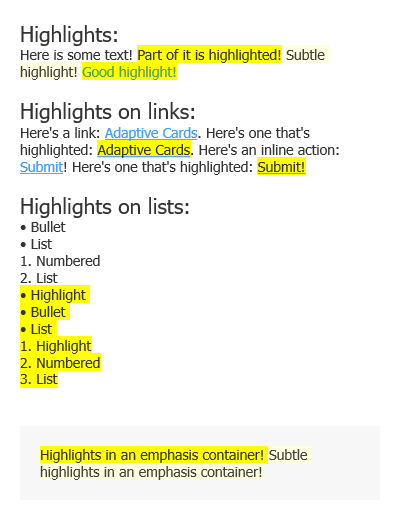 Highlights:
Here is some text! Part of it is highlighted! Subtle
highlight! Good highlight!
Highlights on links:
Here's a link: Adaptive Cards. Here's one that's
highlighted: Adaptive Cards. Here's an inline action:
Submit! Here's one that's highlighted: Submit!
Highlights on lists:
• Bullet
• List
1. Numbered
2. List
• Highlight
• Bullet
• List
1. Highlight
2. Numbered
3. List
Highlights in an emphasis container! Subtle
highlights in an emphasis container!